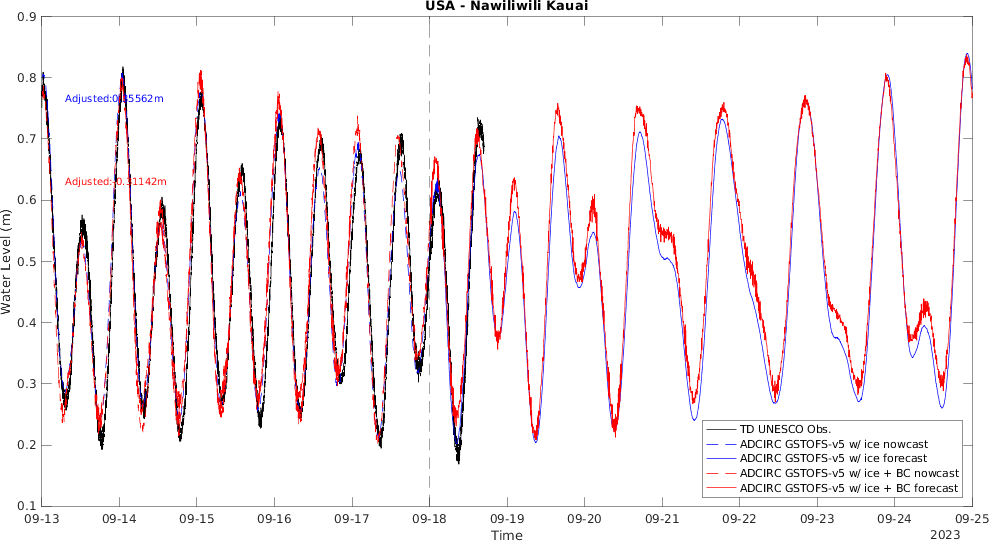 USA - Nawiliwili Kauai
0.9
0.8
0.7
0.6
0.5
0.4
0.3
0.2
0.1
Water Level (m)
Adjusted:
Adjusted:
TD UNESCO Obs.
ADCIRC GSTOFS-v5 w/ ice nowcast
ADCIRC GSTOFS-v5 w/ ice forecast
ADCIRC GSTOFS-v5 w/ ice + BC nowcast
ADCIRC GSTOFS-v5 w/ ice + BC forecast
09-13 09-14 09-15 09-16 09-17 09-18 09-19 09-20 09-21 09-22 09-23 09-24 09-25
Time
2023